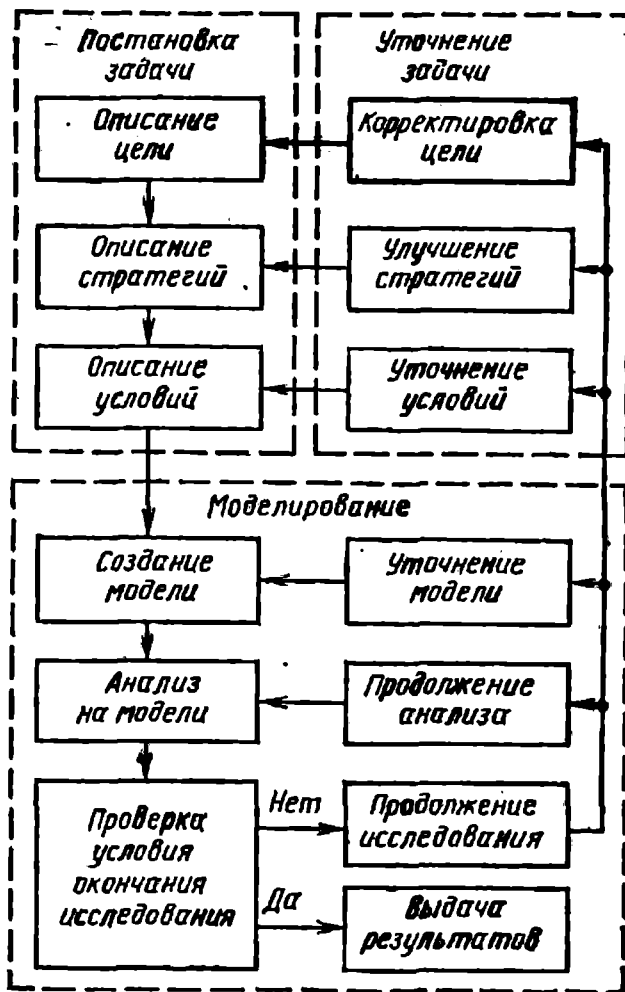 Постановка
задачи
Уточнение
задачи
Описание
цели
Корректировка
цели
Описание
стратегий
Улучшение
стратегий
Описание
условий
Уточнение
условий
Моделирование
Создание
модели
Уточнение
модели
Анализ
на модели
Продолжение
анализа
Проверка
условия
окончания
исследования
Нет
Продолжение
исследования
Да
Выдача
результатов